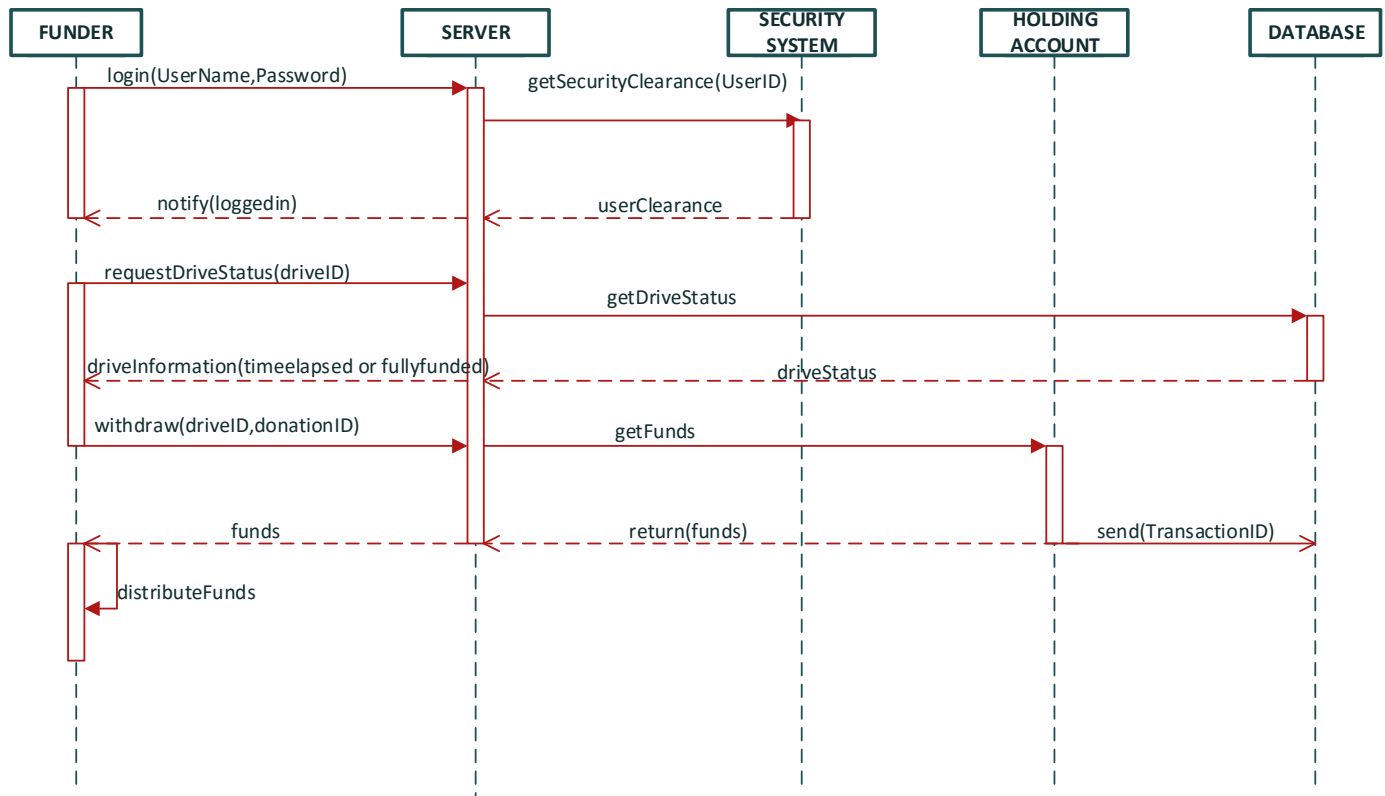 FUNDER
SERVER
SECURITY
SYSTEM
HOLDING
ACCOUNT
DATABASE
login(UserName,Password)
getSecurityClearance(UserID)
notify(loggedin)
userClearance
requestDriveStatus(driveID)
getDriveStatus
driveInformation(timeelapsed or fullyfunded)
driveStatus
withdraw(driveID,donationID)
getFunds
funds
return(funds)
send(TransactionID)
distributeFunds